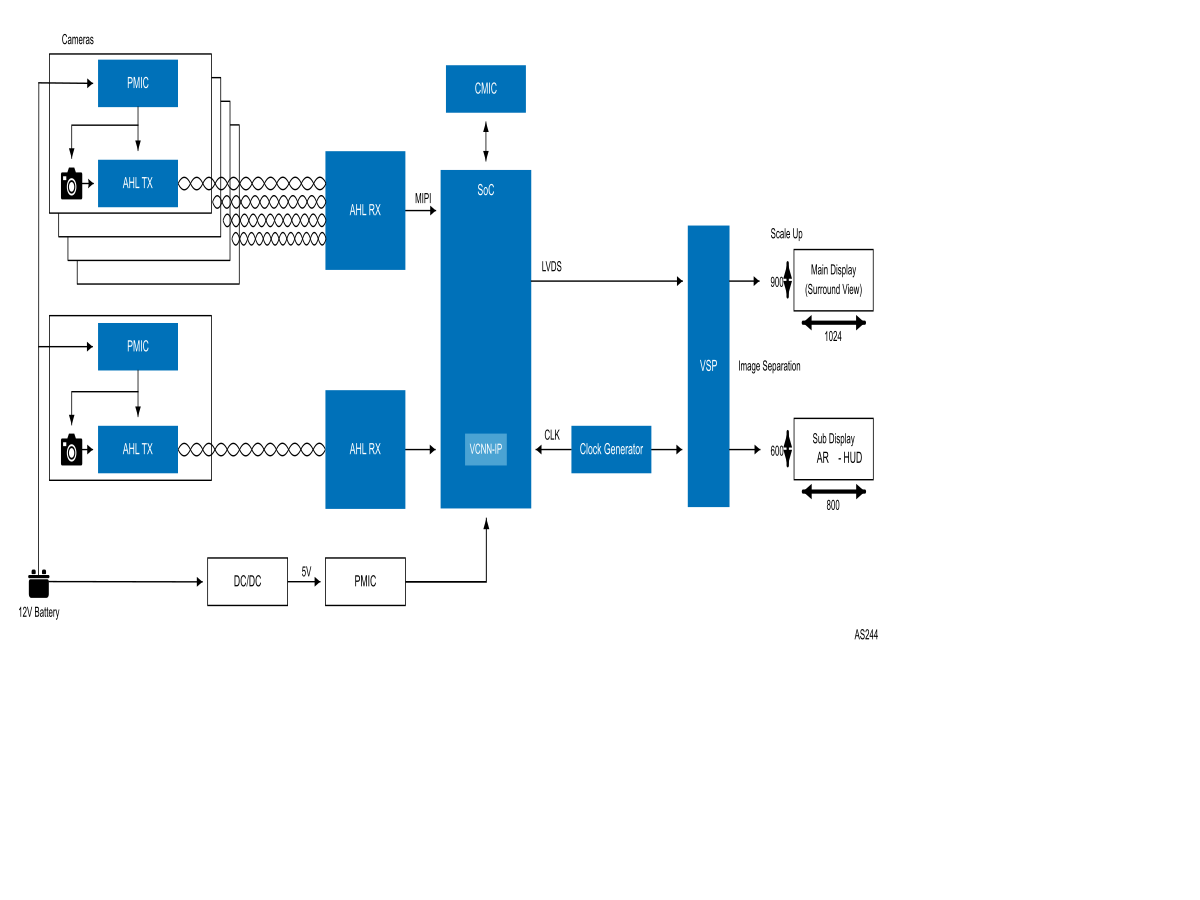 Cameras
PMIC
AHL TX
AHL RX
MIPI
CMIC
SoC
LVDS
VCNN-IP
CLK
Clock Generator
VSP
Scale Up
900
Main Display
(Surround View)
1024
Image Separation
600
Sub Display
AR - HUD
800
PMIC
AHL TX
AHL RX
12V Battery
DC/DC
5V
PMIC
AS244